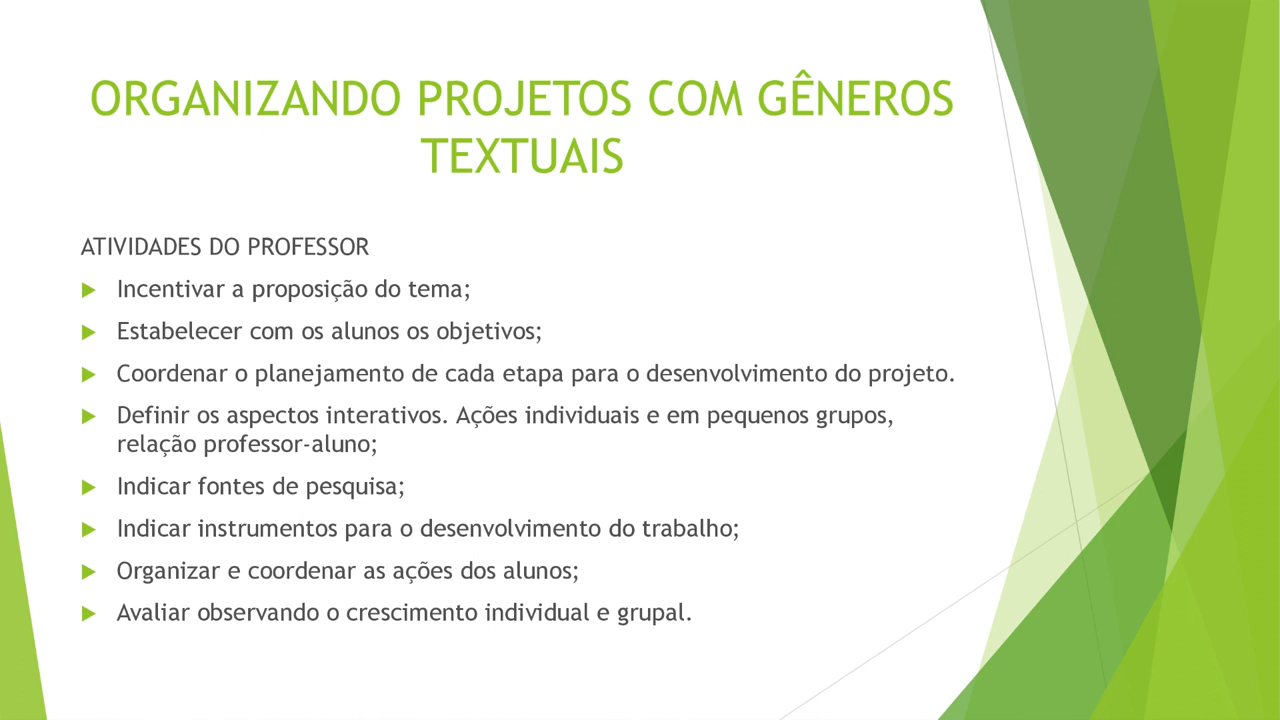 ORGANIZANDO PROJETOS COM GÊNEROS
TEXTUAIS
ATIVIDADES DO PROFESSOR
Incentivar a proposição do tema;
Estabelecer com os alunos os objetivos;
Coordenar o planejamento de cada etapa para o desenvolvimento do projeto.
Definir os aspectos interativos. Ações individuais e em pequenos grupos,
relação professor-aluno;
Indicar fontes de pesquisa;
Indicar instrumentos para o desenvolvimento do trabalho;
Organizar e coordenar as ações dos alunos;
Avaliar observando o crescimento individual e grupal.